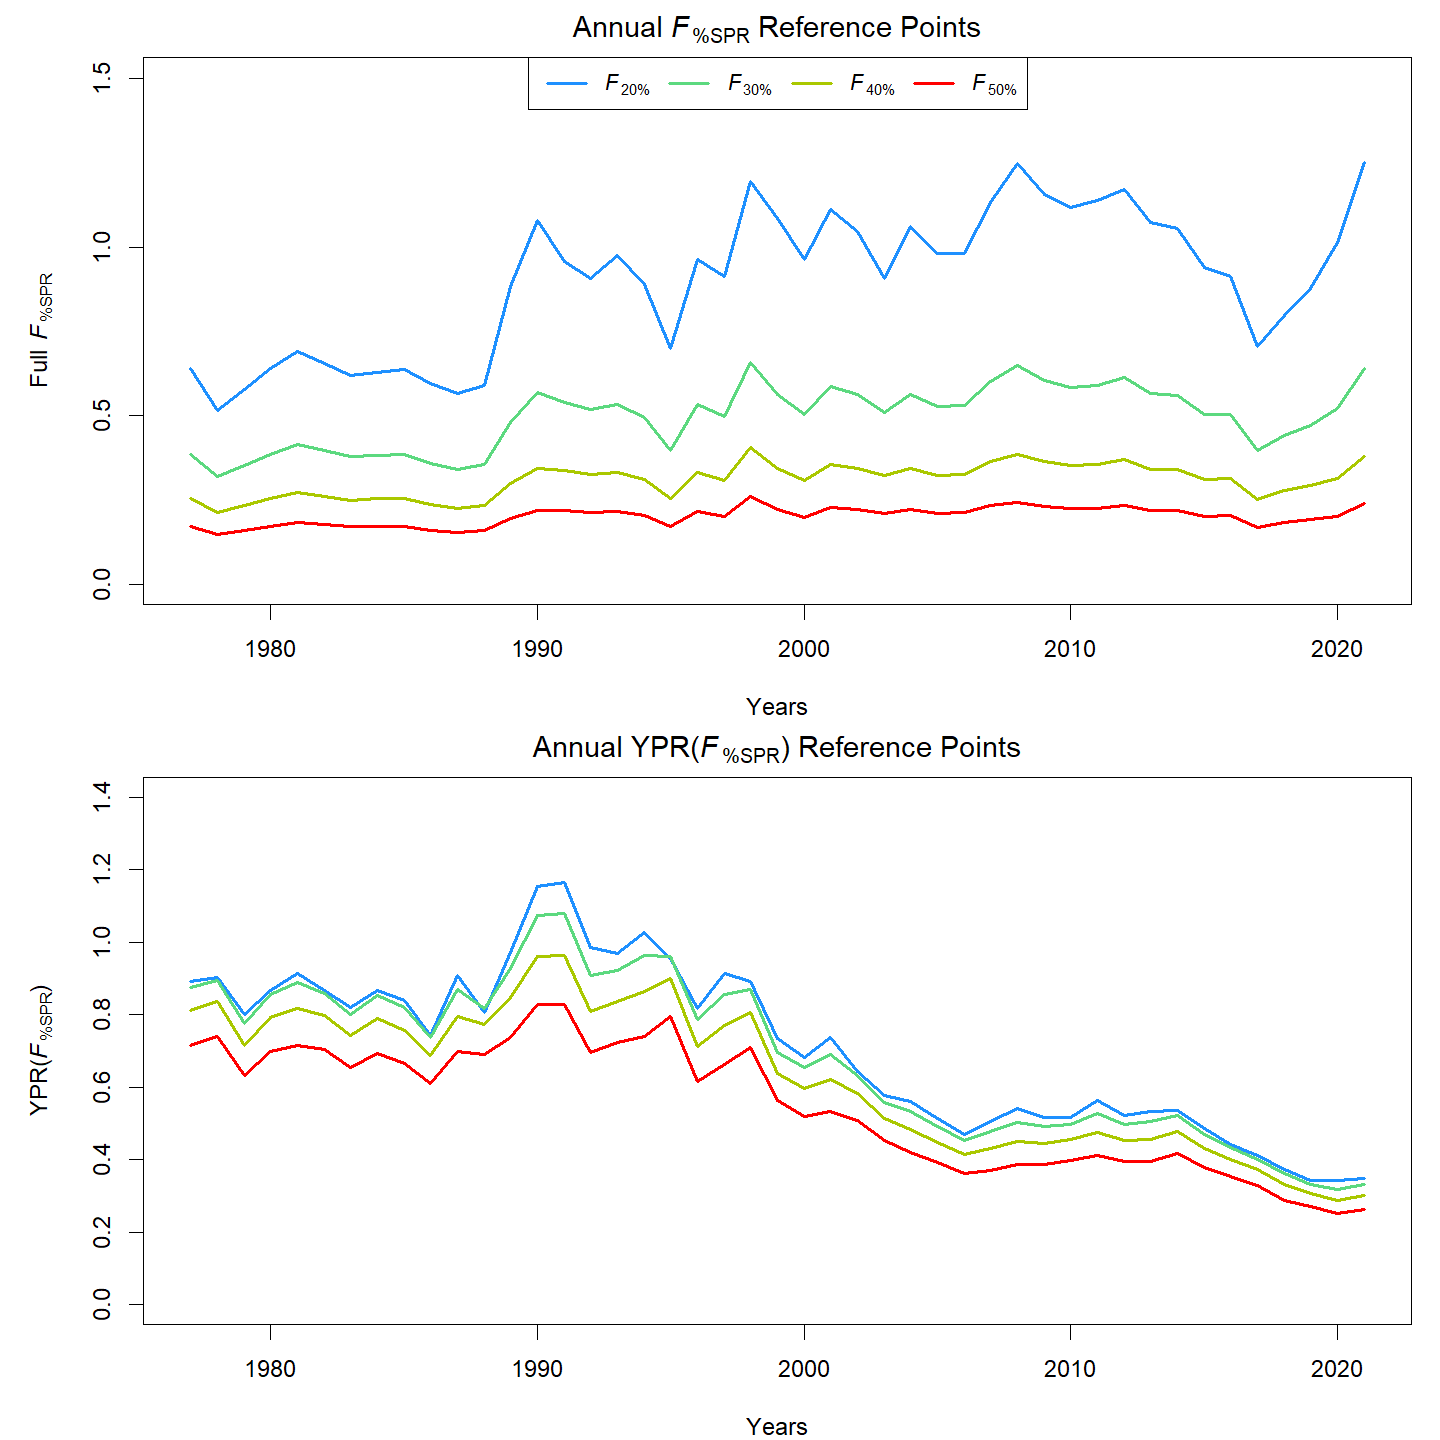 Annual F%SPR Reference Points
F20% F30% F40% F50%
Full F%SPR
1.5
1.0
0.5
0.0
1980 1990 2000 2010 2020
Years
Annual YPR(F%SPR) Reference Points
YPR(F%SPR)
1.4
1.2
1.0
0.8
0.6
0.4
0.2
0.0
1980 1990 2000 2010 2020
Years